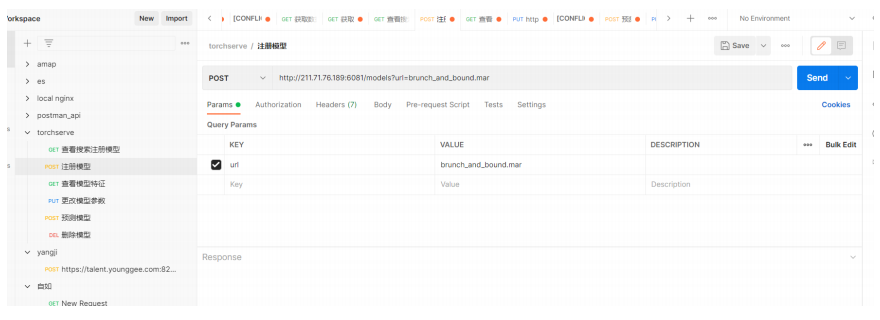 orkspace New Import [CONFLI GET 获取 GET 获取 GET 查看 POST 注 GET 查看 PUT http [CONFLI POST 预 No Environment
torchserve / 注册模型 Save
amap
es
local nginx
postman_api
torchserve
GET 查看搜索注册模型
POST 注册模型
GET 查看模型特征
PUT 更改模型参数
POST 预测模型
DEL 删除模型
yangji
POST https://talent.younggee.com:82...
自如
GET New Request
POST http://211.71.76.189:6081/models?url=brunch_and_bound.mar Send
Params Authorization Headers (7) Body Pre-request Script Tests Settings Cookies
Query Params
KEY VALUE DESCRIPTION Bulk Edit
url brunch_and_bound.mar
Key Value Description
Response